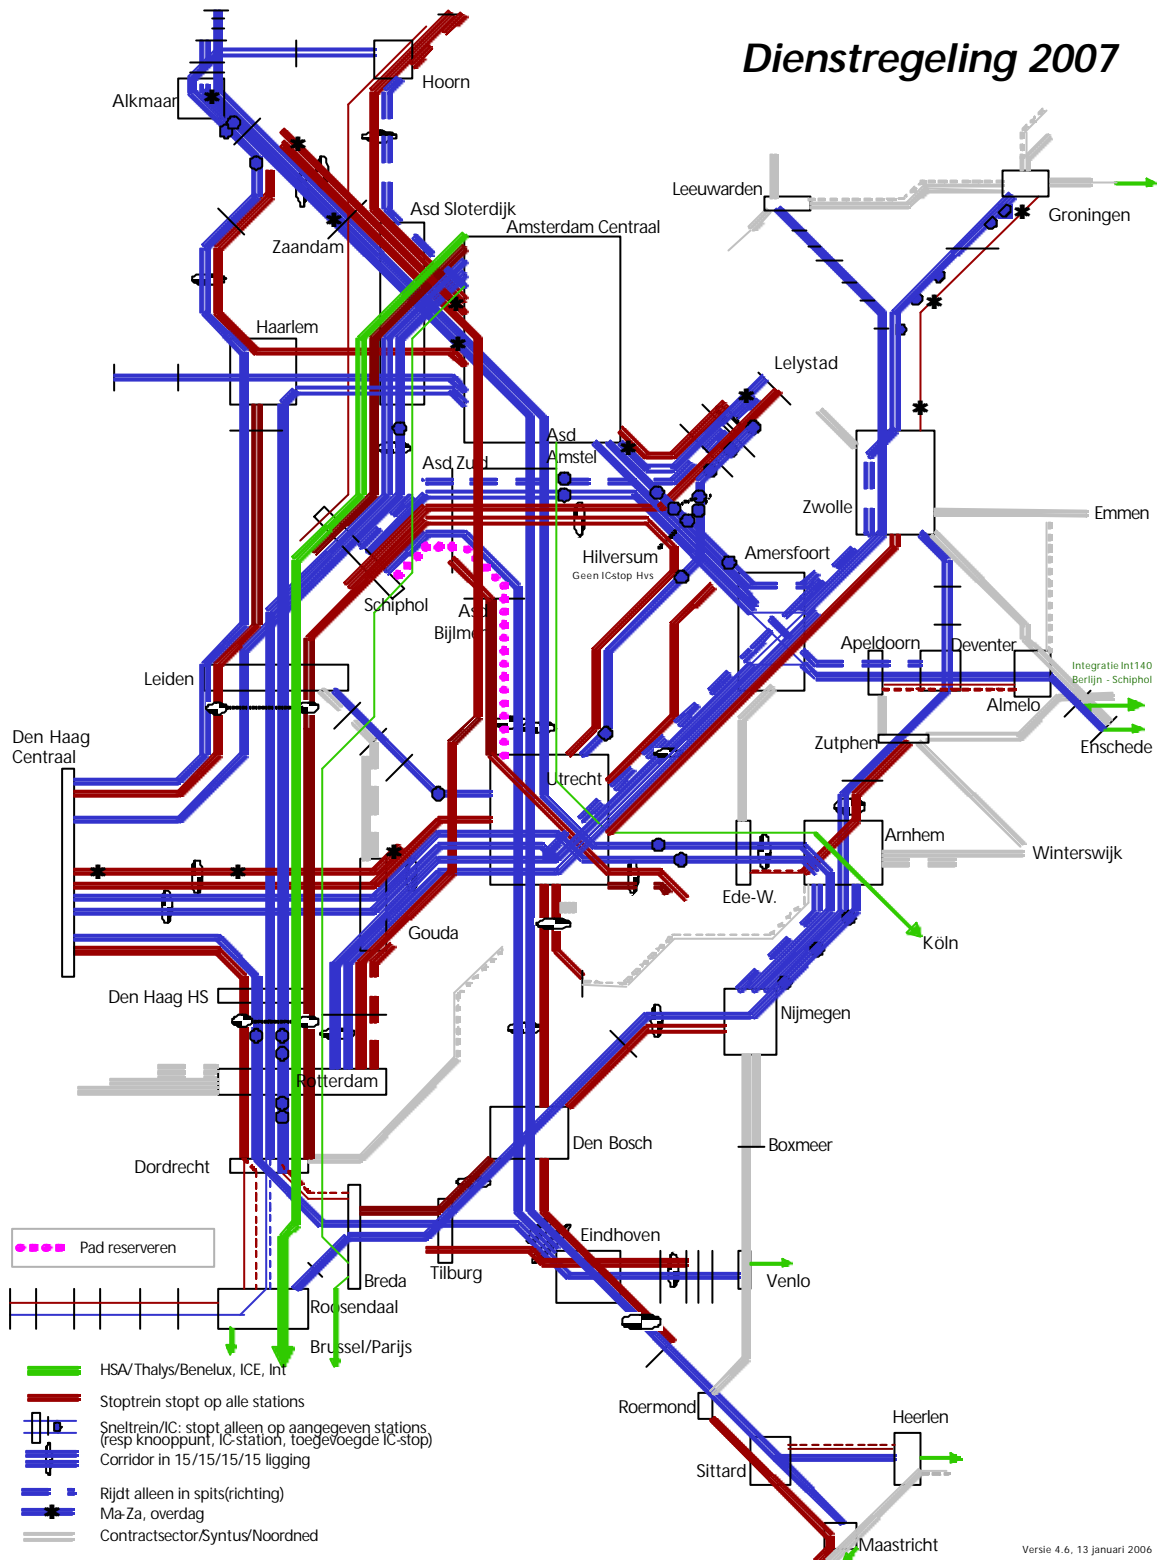 Dienstregeling 2007
Hoorn
Alkmaar
Leeuwarden
Groningen
Asd Sloterdijk
Amsterdam Centraal
Zaandam
Haarlem
Lelystad
Asd
Amstel
Asd Zuid
Zwolle
Emmen
Hilversum
Geen IC-stop Hvs
Amersfoort
Schiphol
Asd
Bijlmer
Apeldoorn
Deventer
Leiden
Integratie Int140
Berlijn - Schiphol
Almelo
Den Haag
Centraal
Zutphen
Enschede
Utrecht
Arnhem
Winterswijk
Ede-W.
Gouda
Köln
Den Haag HS
Nijmegen
Rotterdam
Den Bosch
Boxmeer
Dordrecht
Eindhoven
Pad reserveren
Tilburg
Breda
Venlo
Roosendaal
Brussel/Parijs
HSA/Thalys/Benelux, ICE, Int
Stoptrein stopt op alle stations
Roermond
Heerlen
Sneltrein/IC: stopt alleen op aangegeven stations
(resp knooppunt, IC-station, toegevoegde IC-stop)
Corridor in 15/15/15/15 ligging
Sittard
Rijdt alleen in spits(richting)
Ma-Za, overdag
Contractsector/Syntus/Noordned
Maastricht
Versie 4.6, 13 januari 2006